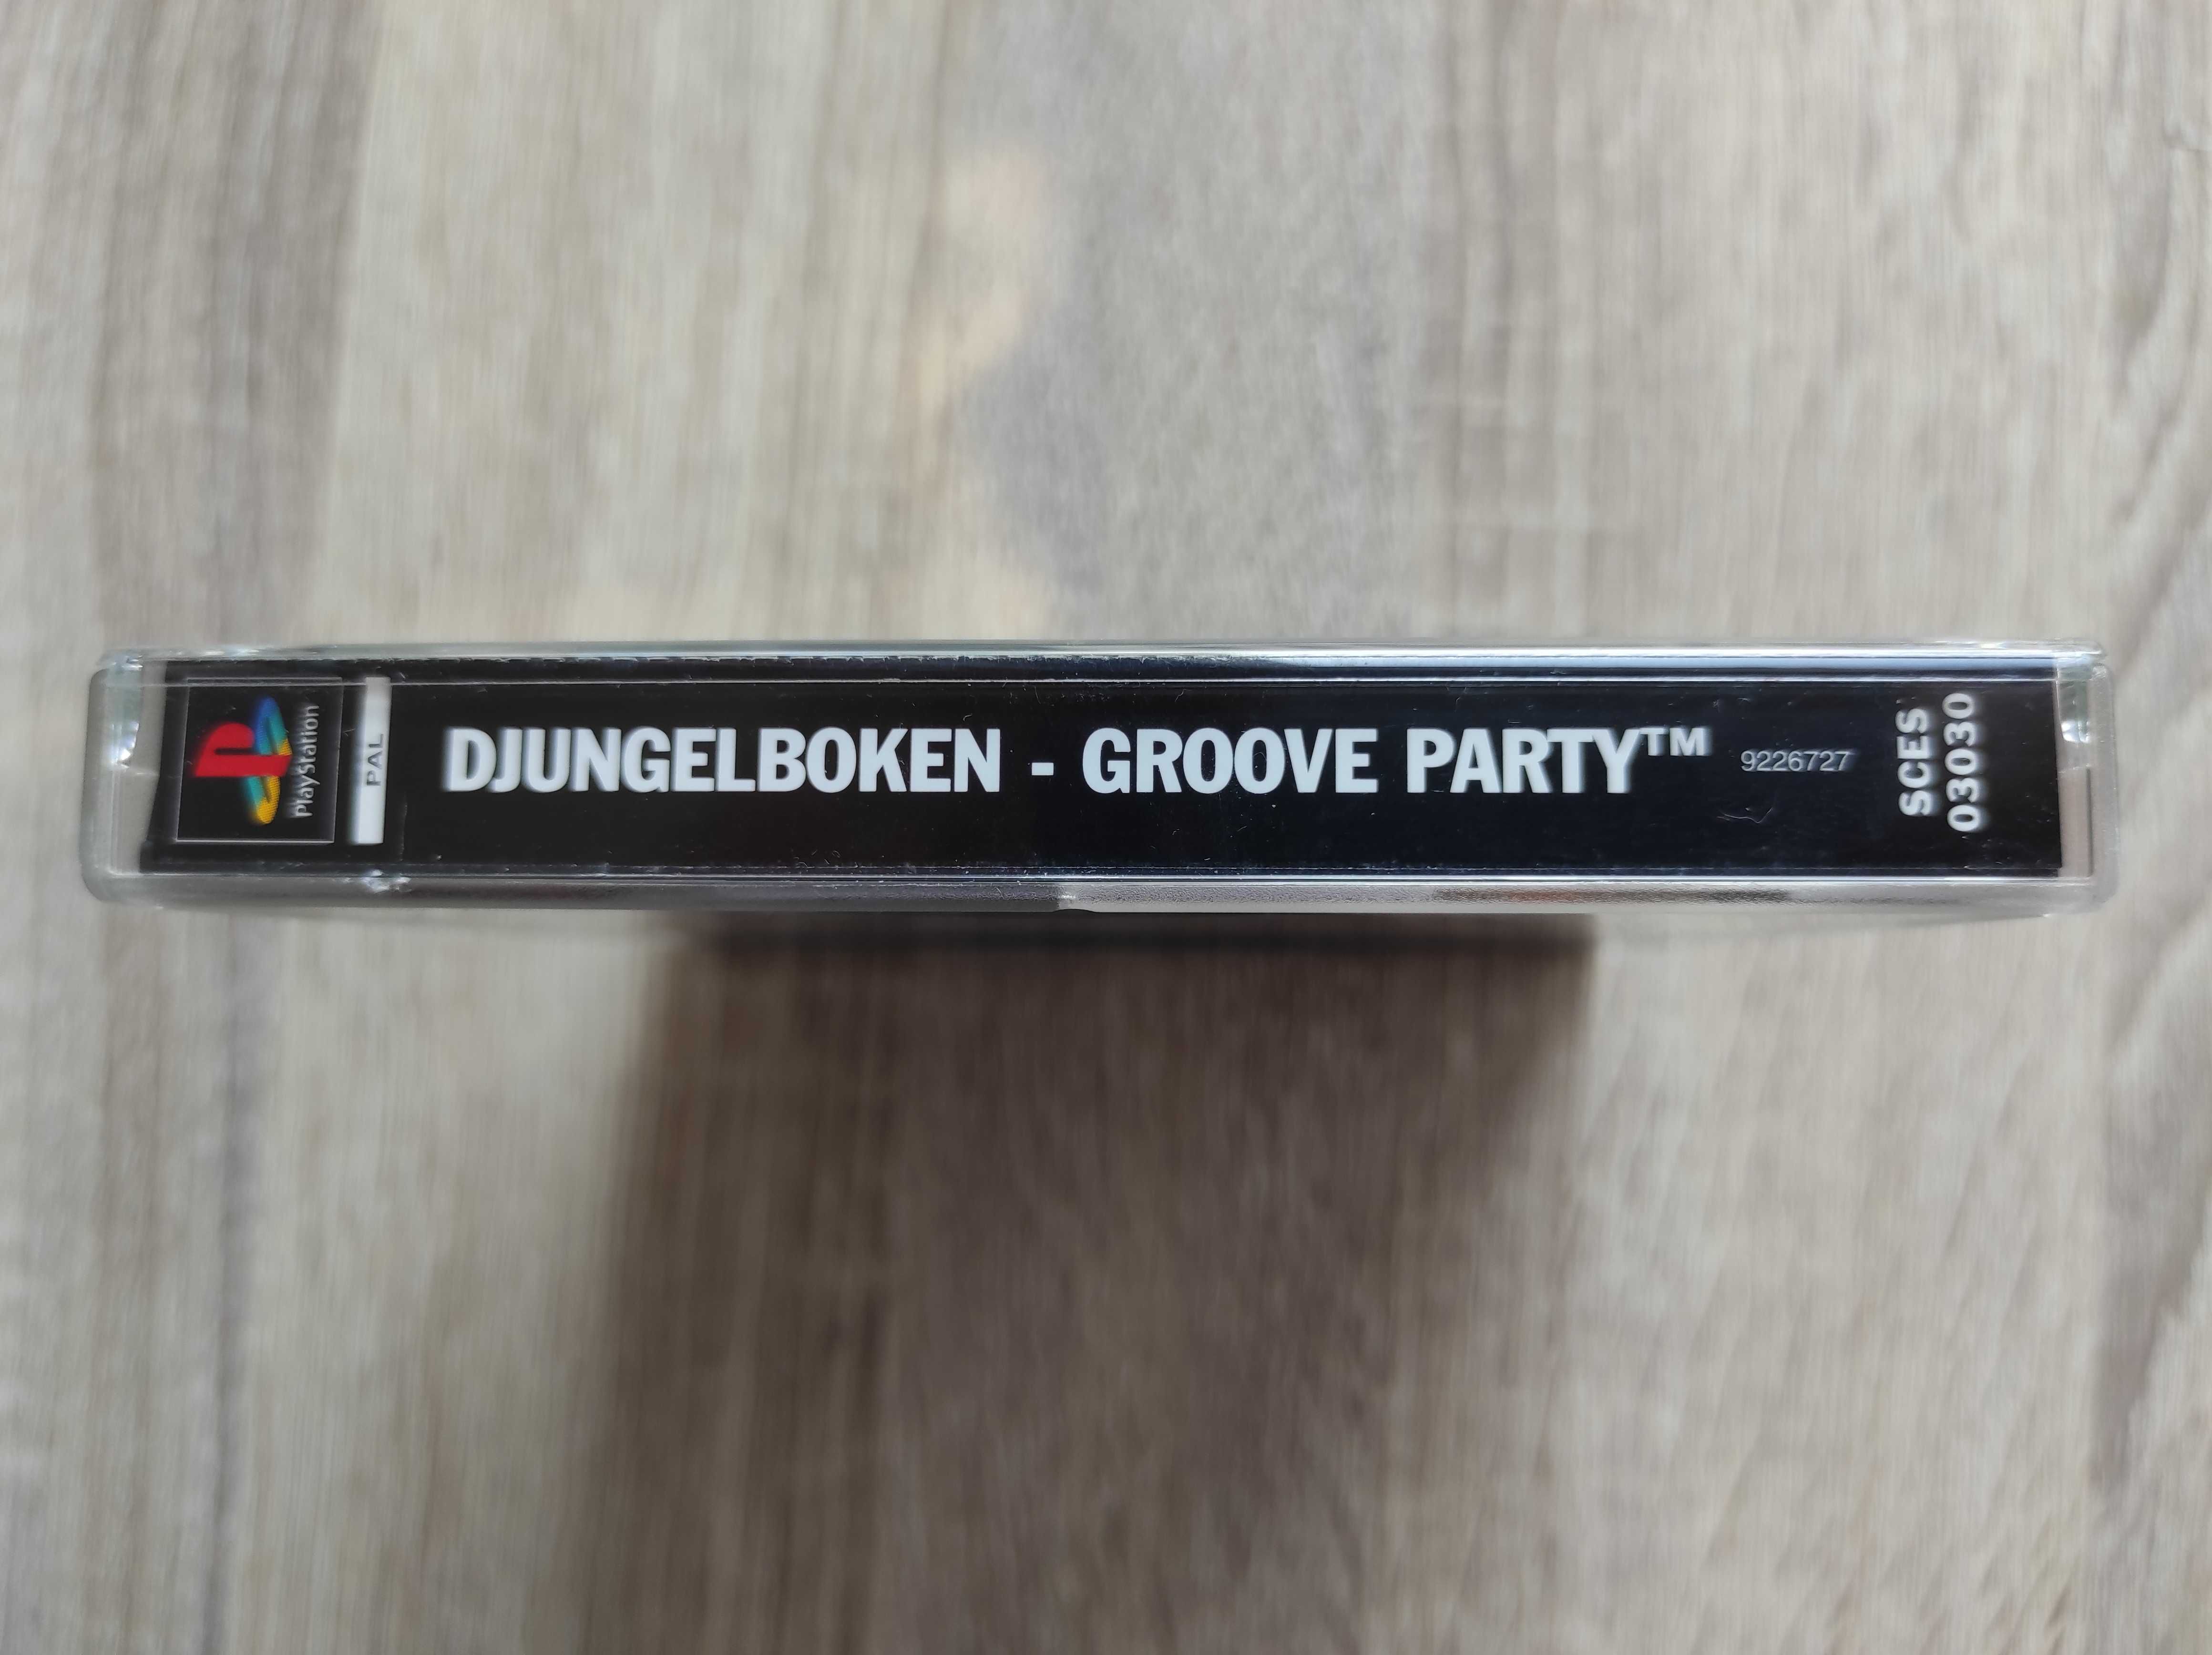 PlayStation
PAL
DJUNGELBOKEN - GROOVE PARTY™
9226727
SCES
03030